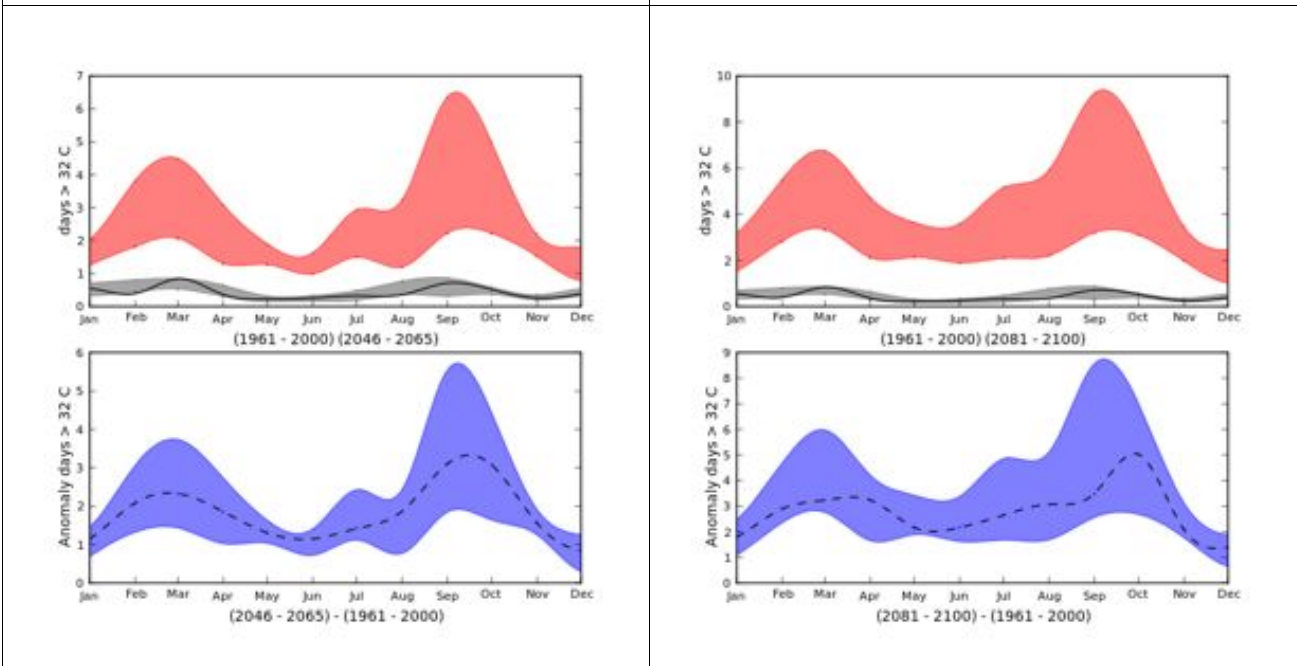 days > 32 C
7
6
5
4
3
2
1
0
Jan Feb Mar Apr May Jun Jul Aug Sep Oct Nov Dec
(1961 - 2000) (2046 - 2065)
days > 32 C
10
8
6
4
2
0
Jan Feb Mar Apr May Jun Jul Aug Sep Oct Nov Dec
(1961 - 2000) (2081 - 2100)
Anomaly days > 32 C
6
5
4
3
2
1
0
Jan Feb Mar Apr May Jun Jul Aug Sep Oct Nov Dec
(2046 - 2065) - (1961 - 2000)
Anomaly days > 32 C
9
8
7
6
5
4
3
2
1
0
Jan Feb Mar Apr May Jun Jul Aug Sep Oct Nov Dec
(2081 - 2100) - (1961 - 2000)